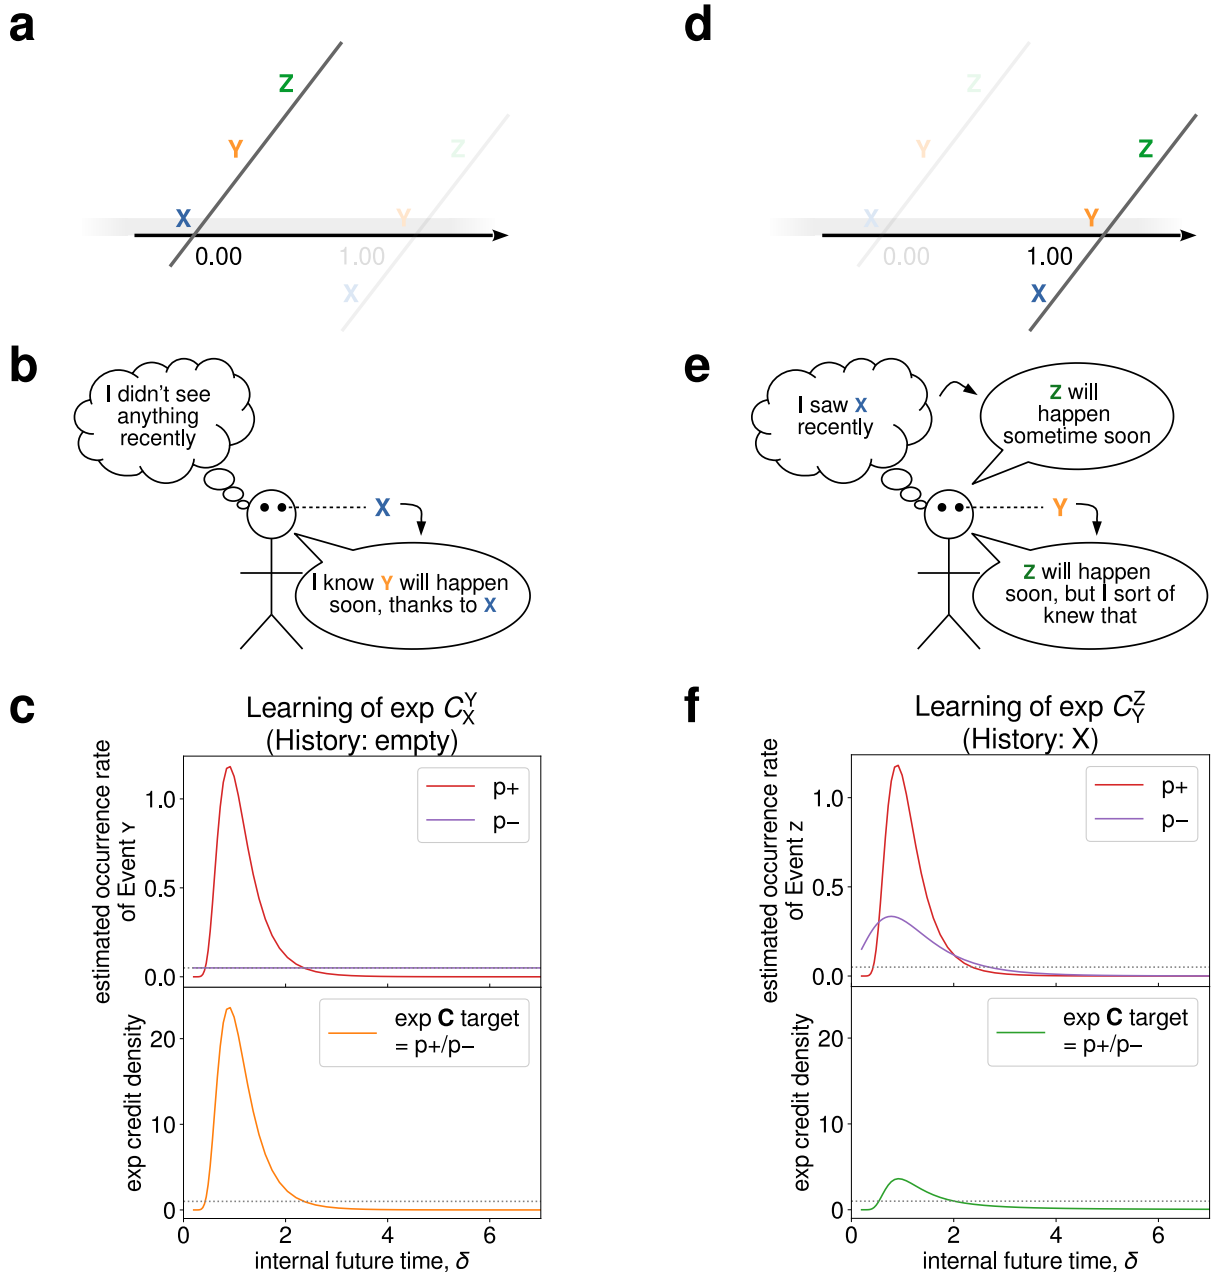 a
Z
Y
X
Z
Y
X
0.00
1.00
b
I didn't see
anything
recently
X
I know Y will happen
soon, thanks to X
c
Learning of exp C_X^Y
(History: empty)
estimated occurrence rate
of Event Y
1.0
0.5
0.0
p+
p−
exp credit density
20
10
0
exp C target
= p+/p−
0
2
4
6
internal future time, δ
d
Z
Y
X
Z
Y
X
0.00
1.00
e
I saw X
recently
Z will
happen
sometime soon
Y
Z will happen
soon, but I sort of
knew that
f
Learning of exp C_Y^Z
(History: X)
estimated occurrence rate
of Event Z
1.0
0.5
0.0
p+
p−
exp credit density
20
10
0
exp C target
= p+/p−
0
2
4
6
internal future time, δ